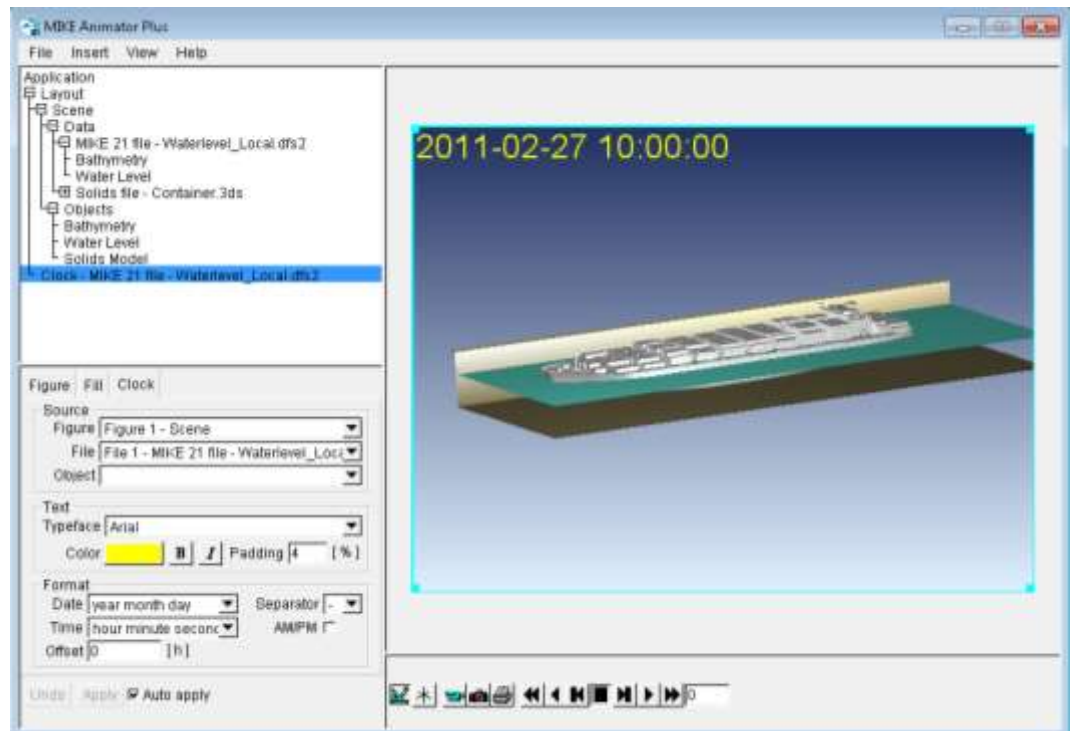 MIKE Animator Plus
File Insert View Help
Application
Layout
Scene
Data
MIKE 21 file - Waterlevel_Local.dfs2
Bathymetry
Water Level
Solids file - Container.3ds
Objects
Bathymetry
Water Level
Solids Model
Clock - MIKE 21 file - Waterlevel_Local.dfs2
2011-02-27 10:00:00
Figure Fill Clock
Source
Figure Figure 1 - Scene
File File 1 - MIKE 21 file - Waterlevel_Loc
Object
Text
Typeface Arial
Color B I Padding 4 [%]
Format
Date year month day Separator -
Time hour minute second AM/PM
Offset 0 [h]
Undo Apply Auto apply
0